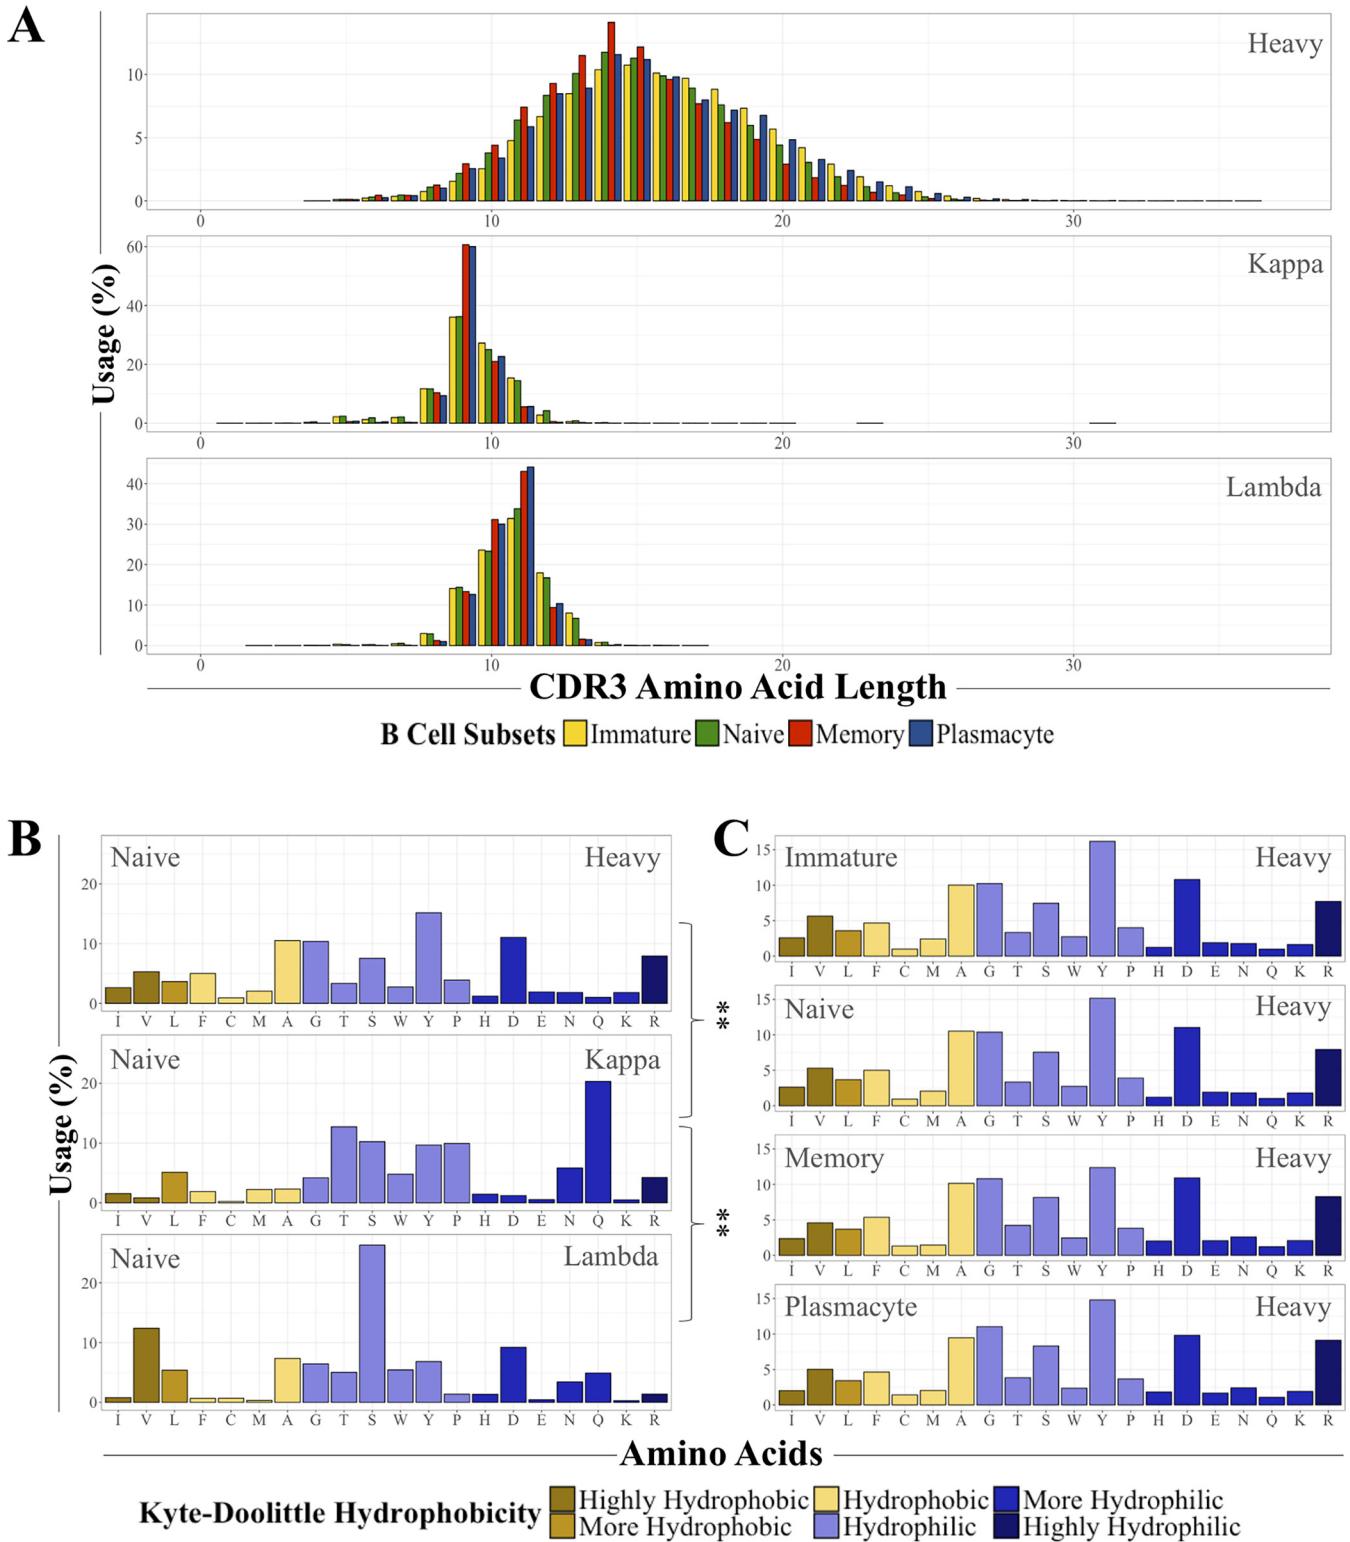 A
Heavy
10
5
0
0 10 20 30
Kappa
60
40
20
0
0 10 20 30
Lambda
40
30
20
10
0
0 10 20 30
Usage (%)
CDR3 Amino Acid Length
B Cell Subsets Immature Naive Memory Plasmacyte
B
Naive Heavy
20
10
0
I V L F C M A G T S W Y P H D E N Q K R
Naive Kappa
20
10
0
I V L F C M A G T S W Y P H D E N Q K R
Naive Lambda
20
10
0
I V L F C M A G T S W Y P H D E N Q K R
Usage (%)
**
**
C
Immature Heavy
15
10
5
0
I V L F C M A G T S W Y P H D E N Q K R
Naive Heavy
15
10
5
0
I V L F C M A G T S W Y P H D E N Q K R
Memory Heavy
15
10
5
0
I V L F C M A G T S W Y P H D E N Q K R
Plasmacyte Heavy
15
10
5
0
I V L F C M A G T S W Y P H D E N Q K R
Amino Acids
Kyte-Doolittle Hydrophobicity
Highly Hydrophobic Hydrophobic More Hydrophilic
More Hydrophobic Hydrophilic Highly Hydrophilic